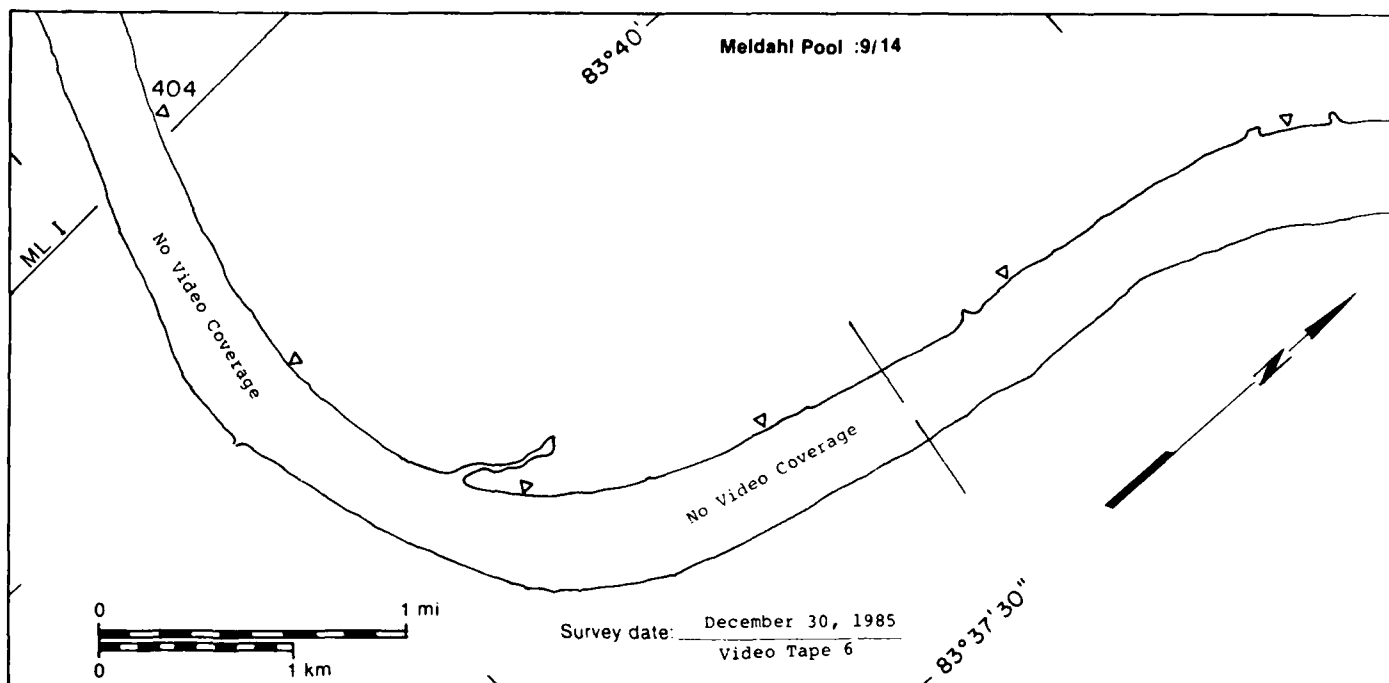 Meldahl Pool :9/14
83°40'
404
ML I
No Video Coverage
No Video Coverage
N
0 1 mi
0 1 km
Survey date: December 30, 1985
Video Tape 6
83°37'30"